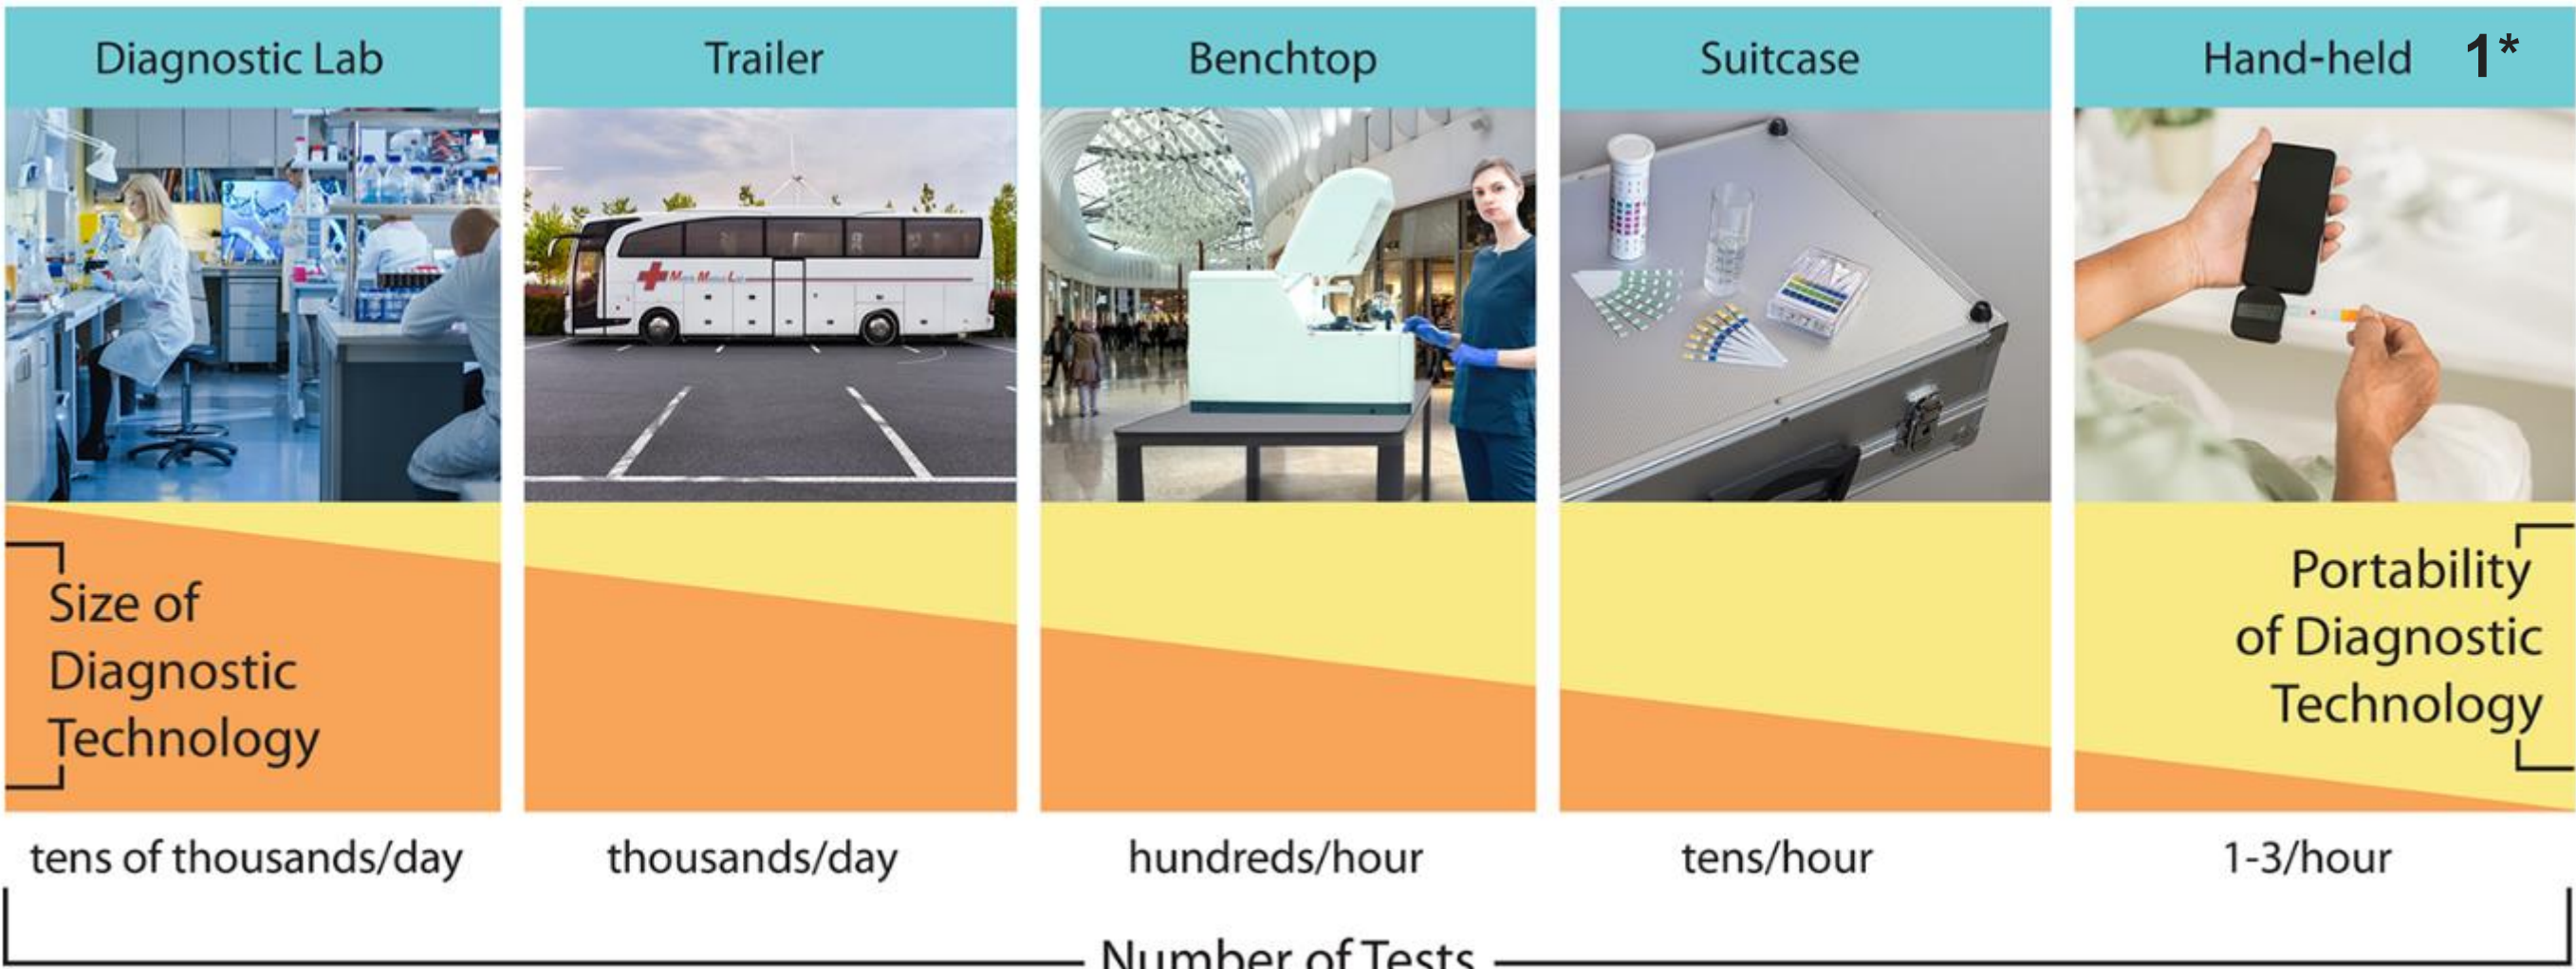 Diagnostic Lab
Trailer
Benchtop
Suitcase
Hand-held 1*
Size of
Diagnostic
Technology
Portability
of Diagnostic
Technology
tens of thousands/day
thousands/day
hundreds/hour
tens/hour
1-3/hour
Number of Tests